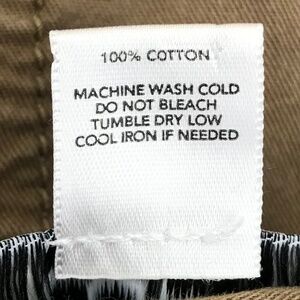 100% COTTON
MACHINE WASH COLD
DO NOT BLEACH
TUMBLE DRY LOW
COOL IRON IF NEEDED